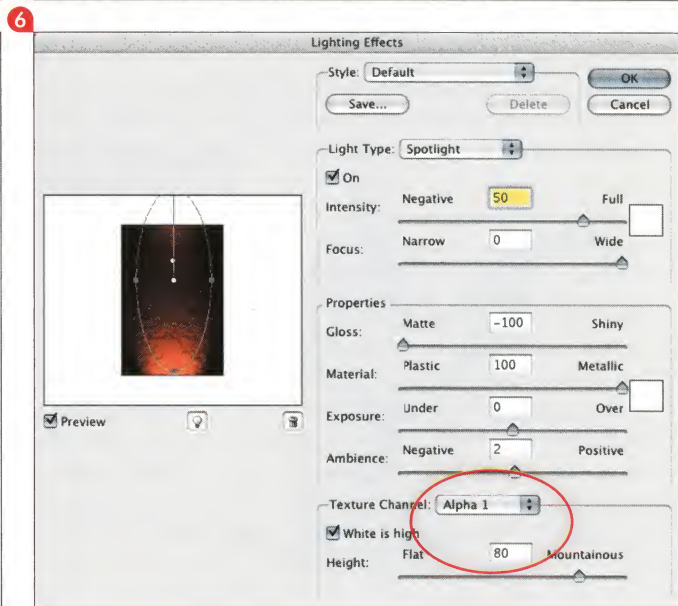 6
Lighting Effects
Style: Default
OK
Save... Delete Cancel
Light Type: Spotlight
On
Intensity: Negative 50 Full
Focus: Narrow 0 Wide
Properties
Gloss: Matte -100 Shiny
Material: Plastic 100 Metallic
Exposure: Under 0 Over
Ambience: Negative 2 Positive
Preview
Texture Channel: Alpha 1
White is high
Height: Flat 80 Mountainous